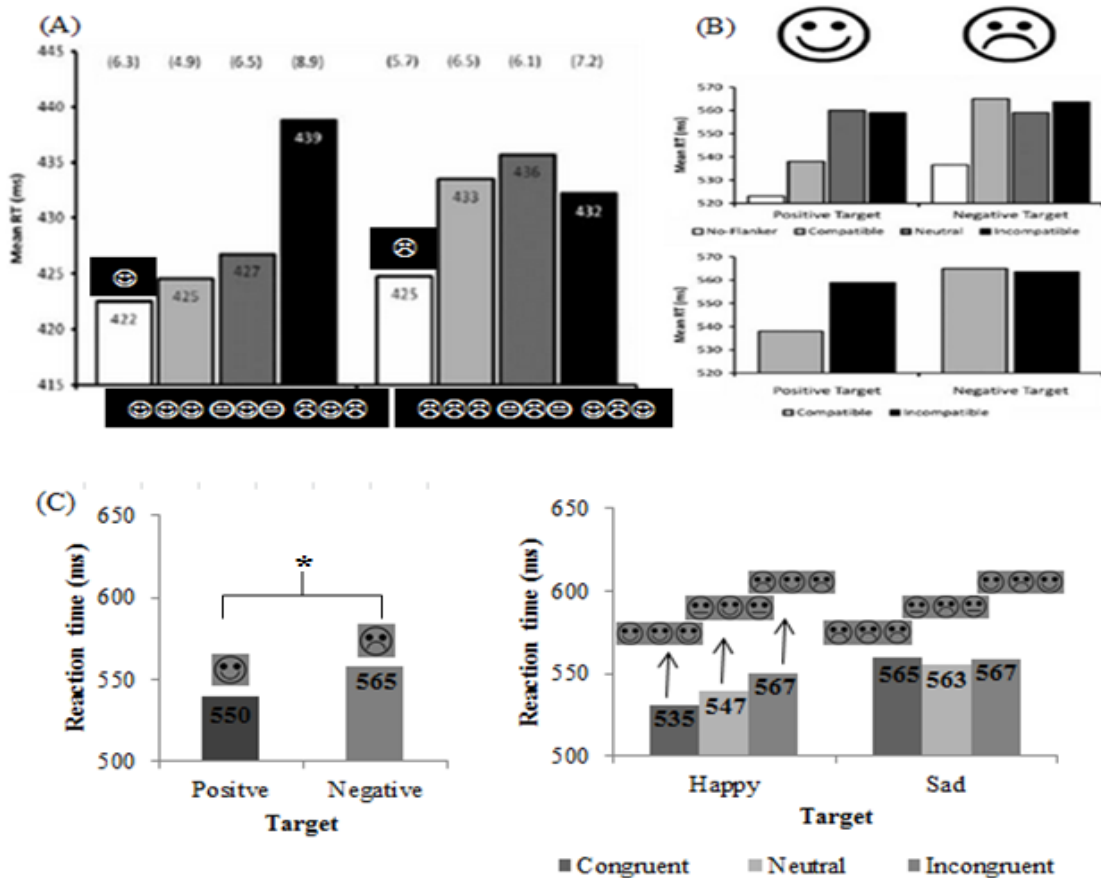 (A)
445
440
435
430
425
420
415
Mean RT (ms)
(6.3) (4.9) (6.5) (8.9) (5.7) (6.5) (6.1) (7.2)
422 425 427 439 425 433 436 432
(B)
570
560
550
540
530
520
Mean RT (ms)
Positive Target Negative Target
No-Flanker Compatible Neutral Incompatible
570
560
550
540
530
520
Mean RT (ms)
Positive Target Negative Target
Compatible Incompatible
(C)
650
600
550
500
Reaction time (ms)
*
550 565
Positve Negative
Target
650
600
550
500
Reaction time (ms)
535 547 567 565 563 567
Happy Sad
Target
Congruent Neutral Incongruent